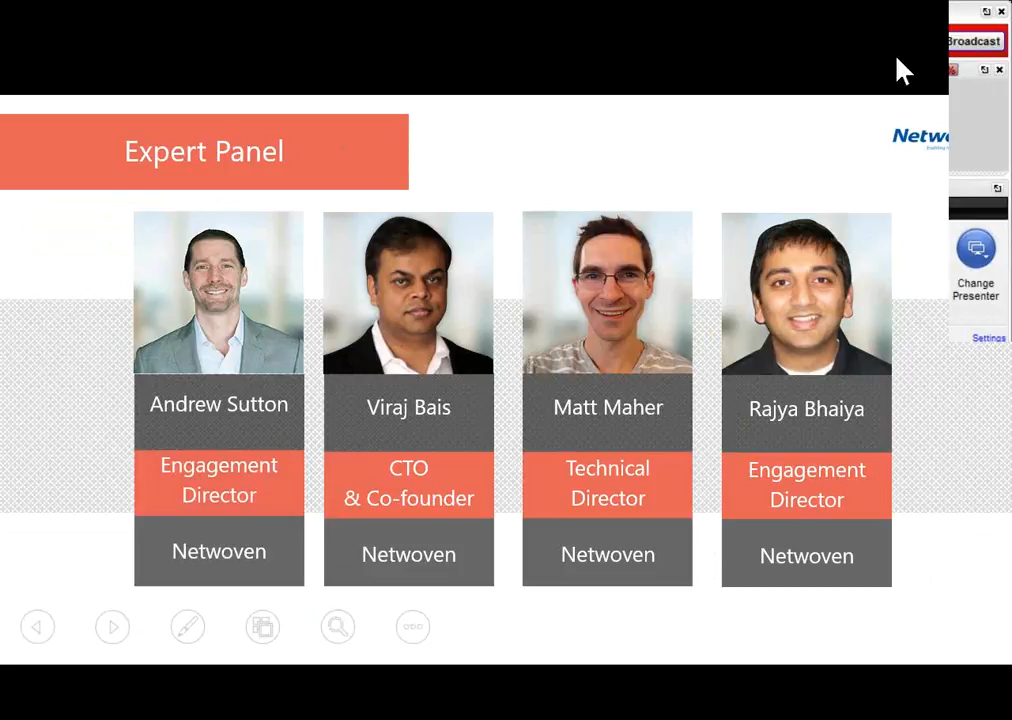 Broadcast
Expert Panel
Netw
Change
Presenter
Settings
Andrew Sutton
Engagement
Director
Netwoven
Viraj Bais
CTO
& Co-founder
Netwoven
Matt Maher
Technical
Director
Netwoven
Rajya Bhaiya
Engagement
Director
Netwoven